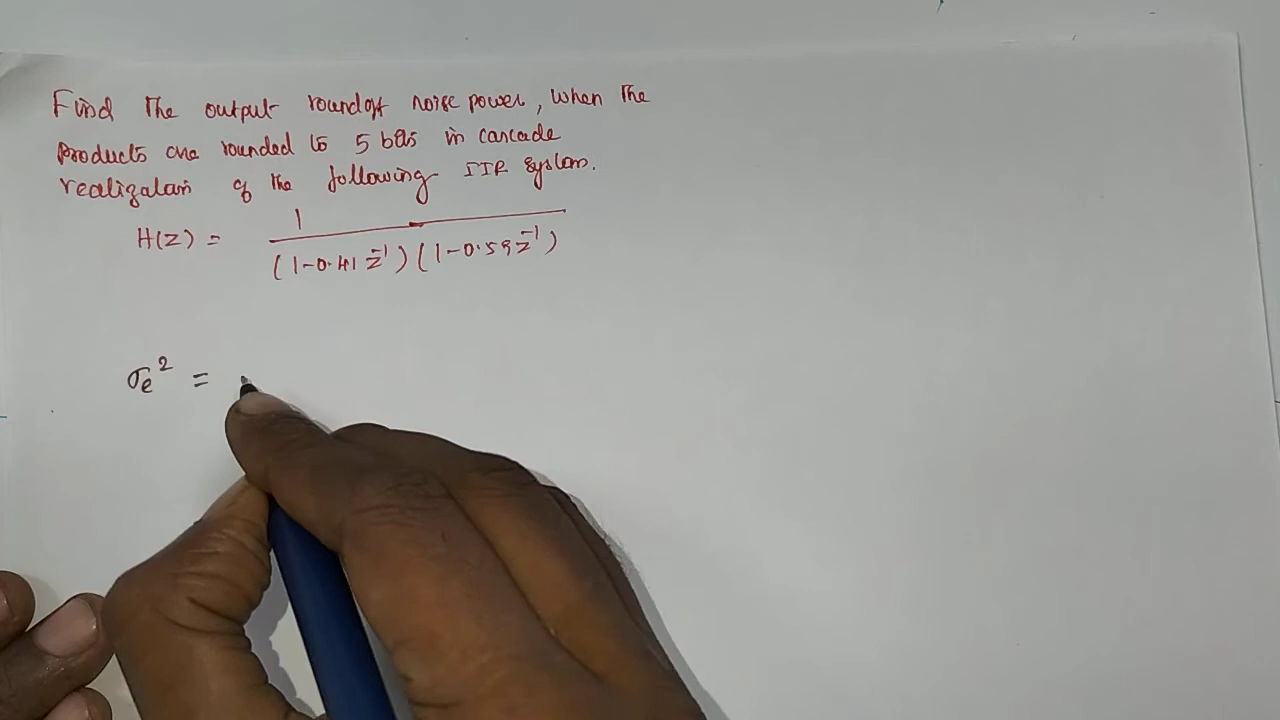 Find The output roundoff noise power, when the
products are rounded to 5 bits in cascade
realization of the following IIR System.
H(z) = 1 / (1-0.41 z⁻¹) (1-0.59 z⁻¹)
σe² =